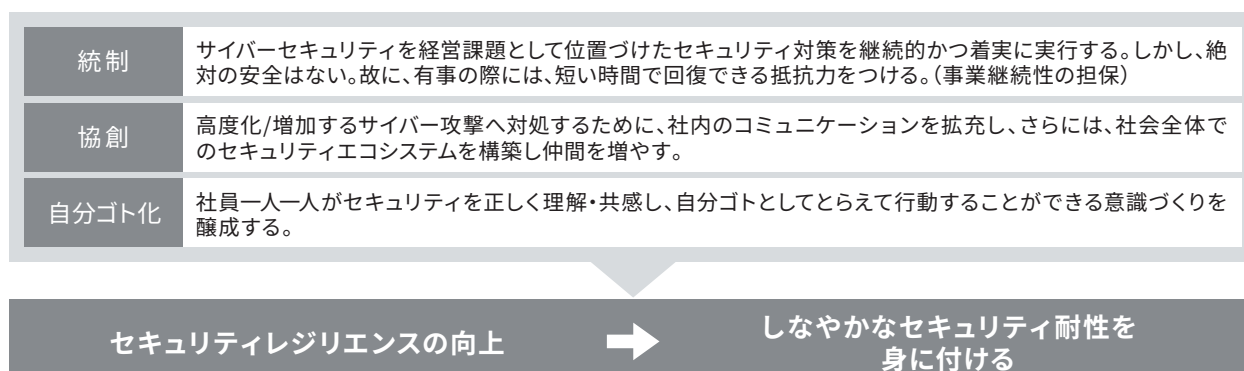 統制
サイバーセキュリティを経営課題として位置づけたセキュリティ対策を継続的かつ着実に実行する。しかし、絶
対の安全はない。故に、有事の際には、短い時間で回復できる抵抗力をつける。（事業継続性の担保）
協創
高度化/増加するサイバー攻撃へ対処するために、社内のコミュニケーションを拡充し、さらには、社会全体で
のセキュリティエコシステムを構築し仲間を増やす。
自分ゴト化
社員一人一人がセキュリティを正しく理解・共感し、自分ゴトとしてとらえて行動することができる意識づくりを
醸成する。
セキュリティレジリエンスの向上
しなやかなセキュリティ耐性を
身に付ける